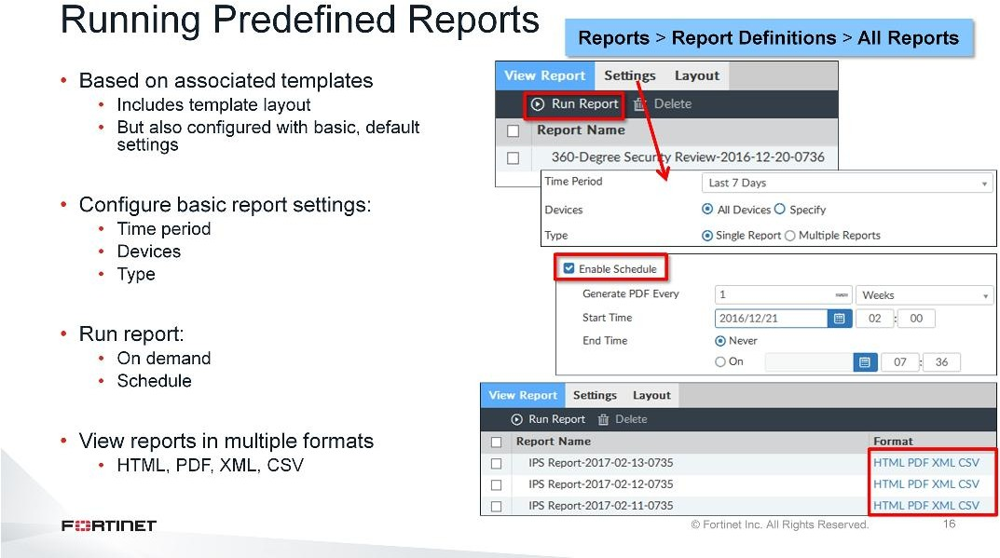 Running Predefined Reports
Reports > Report Definitions > All Reports
• Based on associated templates
• Includes template layout
• But also configured with basic, default
settings
• Configure basic report settings:
• Time period
• Devices
• Type
• Run report:
• On demand
• Schedule
• View reports in multiple formats
• HTML, PDF, XML, CSV
View Report Settings Layout
Run Report Delete
Report Name
360-Degree Security Review-2016-12-20-0736
Time Period Last 7 Days
Devices All Devices Specify
Type Single Report Multiple Reports
Enable Schedule
Generate PDF Every 1 Weeks
Start Time 2016/12/21 02 : 00
End Time Never
On 07 : 36
View Report Settings Layout
Run Report Delete
Report Name Format
IPS Report-2017-02-13-0735 HTML PDF XML CSV
IPS Report-2017-02-12-0735 HTML PDF XML CSV
IPS Report-2017-02-11-0735 HTML PDF XML CSV
FORTINET
© Fortinet Inc. All Rights Reserved. 16